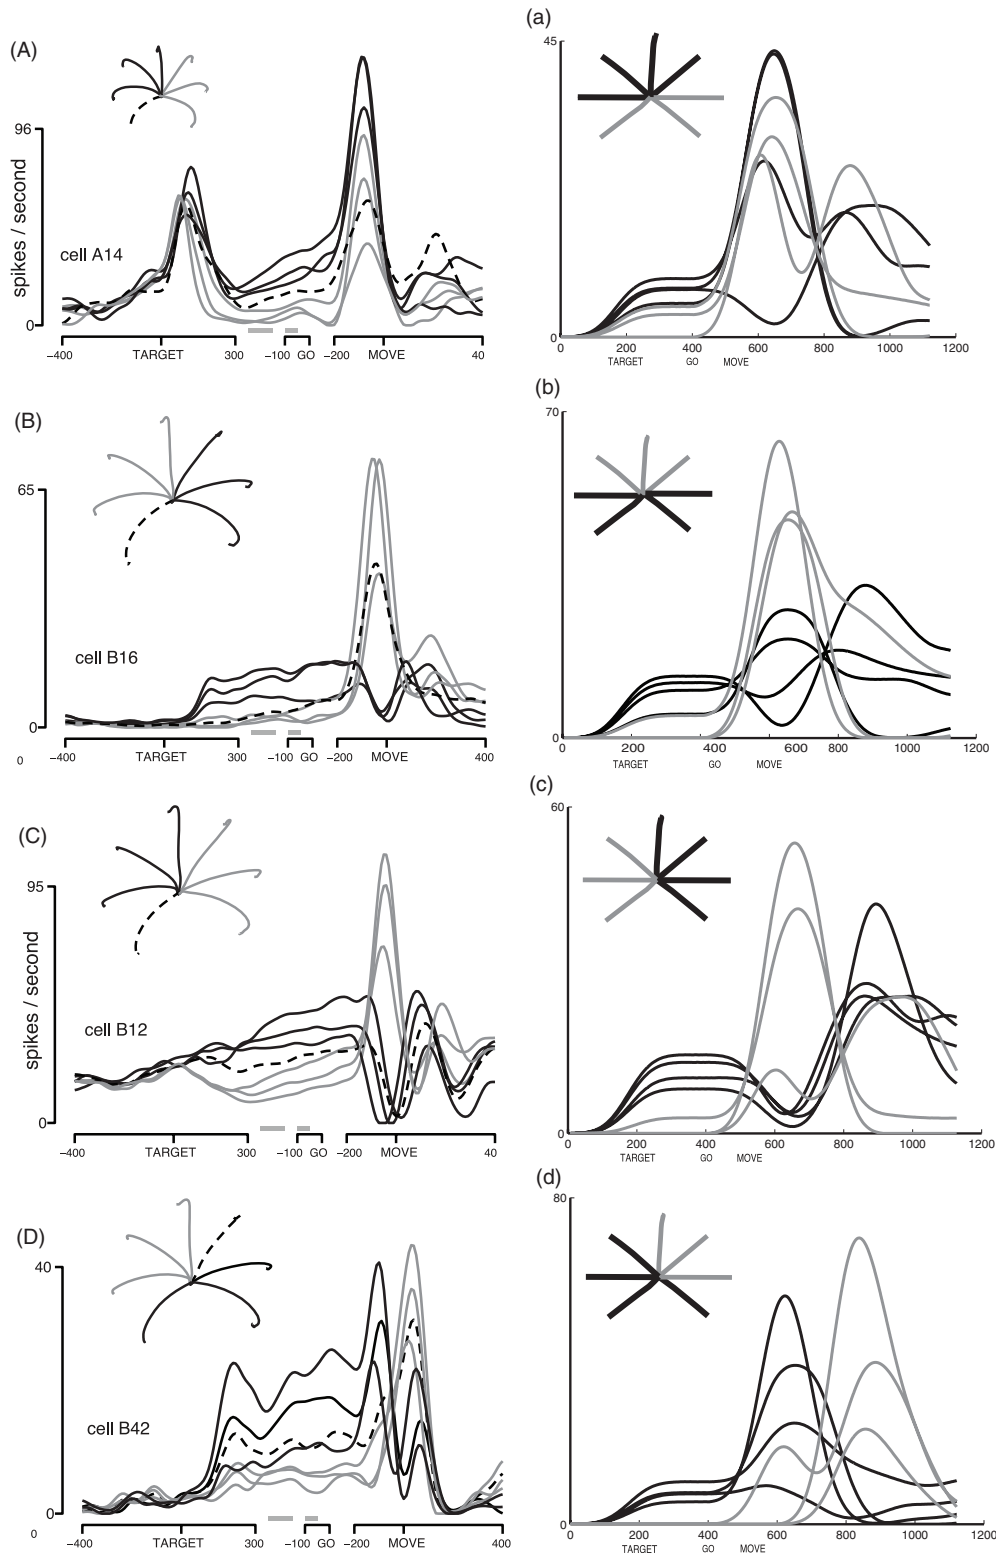 (A)
96
spikes / second
cell A14
0
−400 TARGET 300 −100 GO −200 MOVE 40
(a)
45
0
0 200 400 600 800 1000 1200
TARGET GO MOVE
(B)
65
cell B16
0
−400 TARGET 300 −100 GO −200 MOVE 400
0
(b)
70
0
0 200 400 600 800 1000 1200
TARGET GO MOVE
(C)
95
spikes / second
cell B12
0
−400 TARGET 300 −100 GO −200 MOVE 40
(c)
60
0
0 200 400 600 800 1000 1200
TARGET GO MOVE
(D)
40
cell B42
0
0
−400 TARGET 300 −100 GO −200 MOVE 400
(d)
80
0
0 200 400 600 800 1000 1200
TARGET GO MOVE